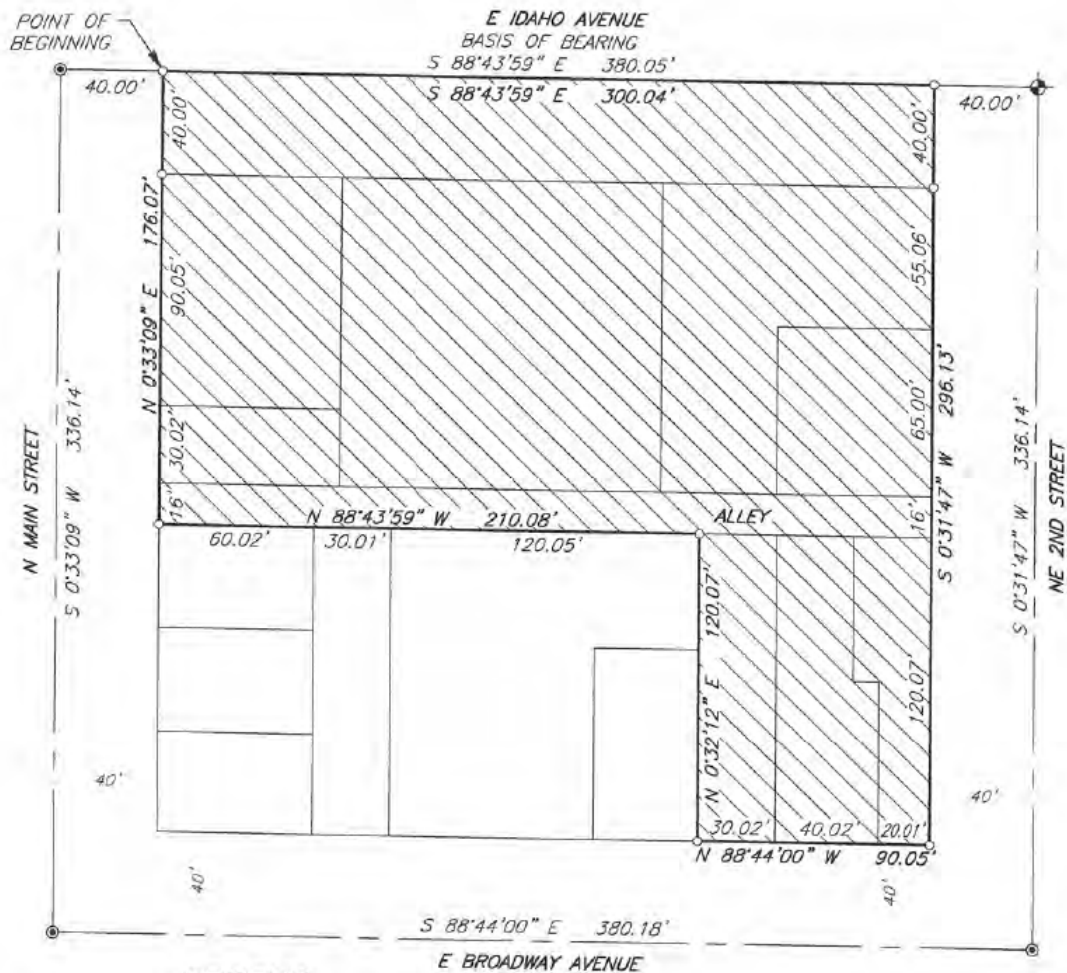 POINT OF
BEGINNING
E IDAHO AVENUE
BASIS OF BEARING
S 88°43'59" E 380.05'
40.00'
S 88°43'59" E 300.04'
40.00'
40.00'
40.00'
N 0°33'09" E 176.07'
90.05'
55.06'
S 0°31'47" W 296.13'
65.00'
30.02'
16'
16'
N MAIN STREET
S 0°33'09" W 336.14'
S 0°31'47" W 336.14'
NE 2ND STREET
N 88°43'59" W 210.08'
ALLEY
60.02'
30.01'
120.05'
N 0°32'12" E 120.07'
120.07'
40'
40'
30.02'
40.02'
20.01'
N 88°44'00" W 90.05'
40'
40'
S 88°44'00" E 380.18'
E BROADWAY AVENUE